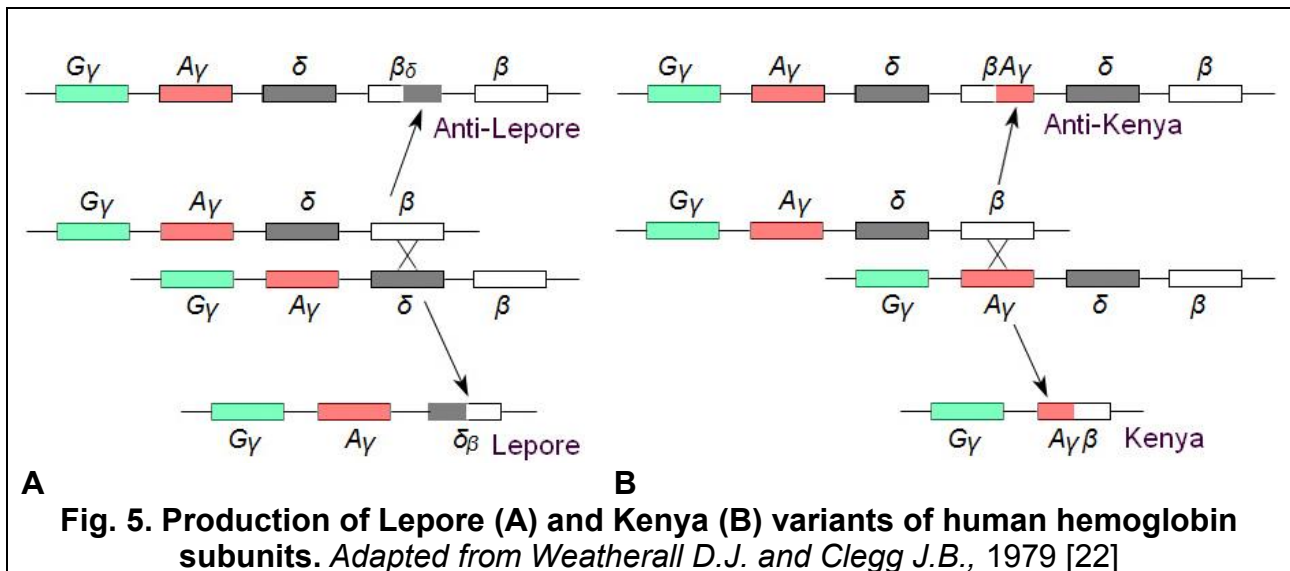 Gγ Aγ δ βδ β
Anti-Lepore
Gγ Aγ δ β
Gγ Aγ δ β
Gγ Aγ δβ Lepore
A
Gγ Aγ δ βAγ δ β
Anti-Kenya
Gγ Aγ δ β
Gγ Aγ δ β
Gγ Aγβ Kenya
B
Fig. 5. Production of Lepore (A) and Kenya (B) variants of human hemoglobin
subunits. Adapted from Weatherall D.J. and Clegg J.B., 1979 [22]